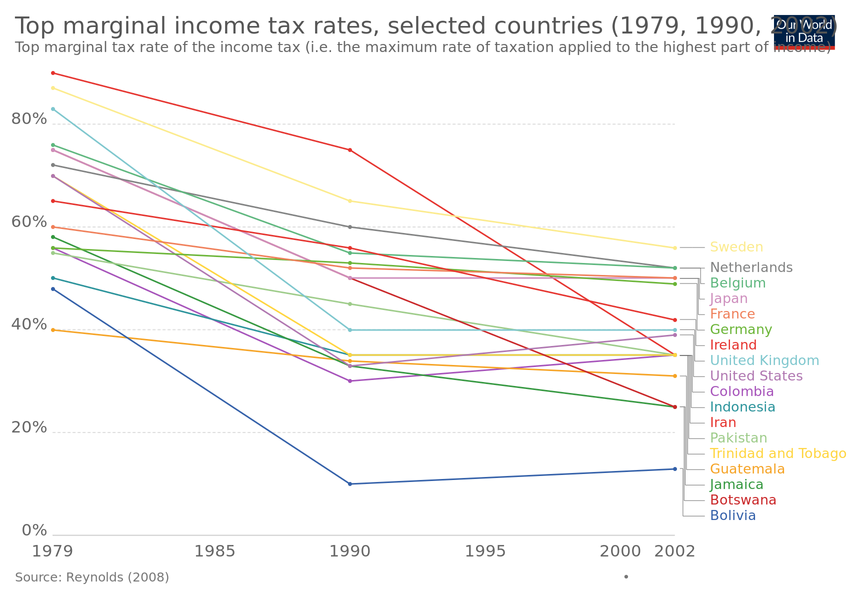 Top marginal income tax rates, selected countries (1979, 1990, 2002)
Our World
in Data
Top marginal tax rate of the income tax (i.e. the maximum rate of taxation applied to the highest part of income)
80%
60%
40%
20%
0%
Sweden
Netherlands
Belgium
Japan
France
Germany
Ireland
United Kingdom
United States
Colombia
Indonesia
Iran
Pakistan
Trinidad and Tobago
Guatemala
Jamaica
Botswana
Bolivia
1979 1985 1990 1995 2000 2002
Source: Reynolds (2008)